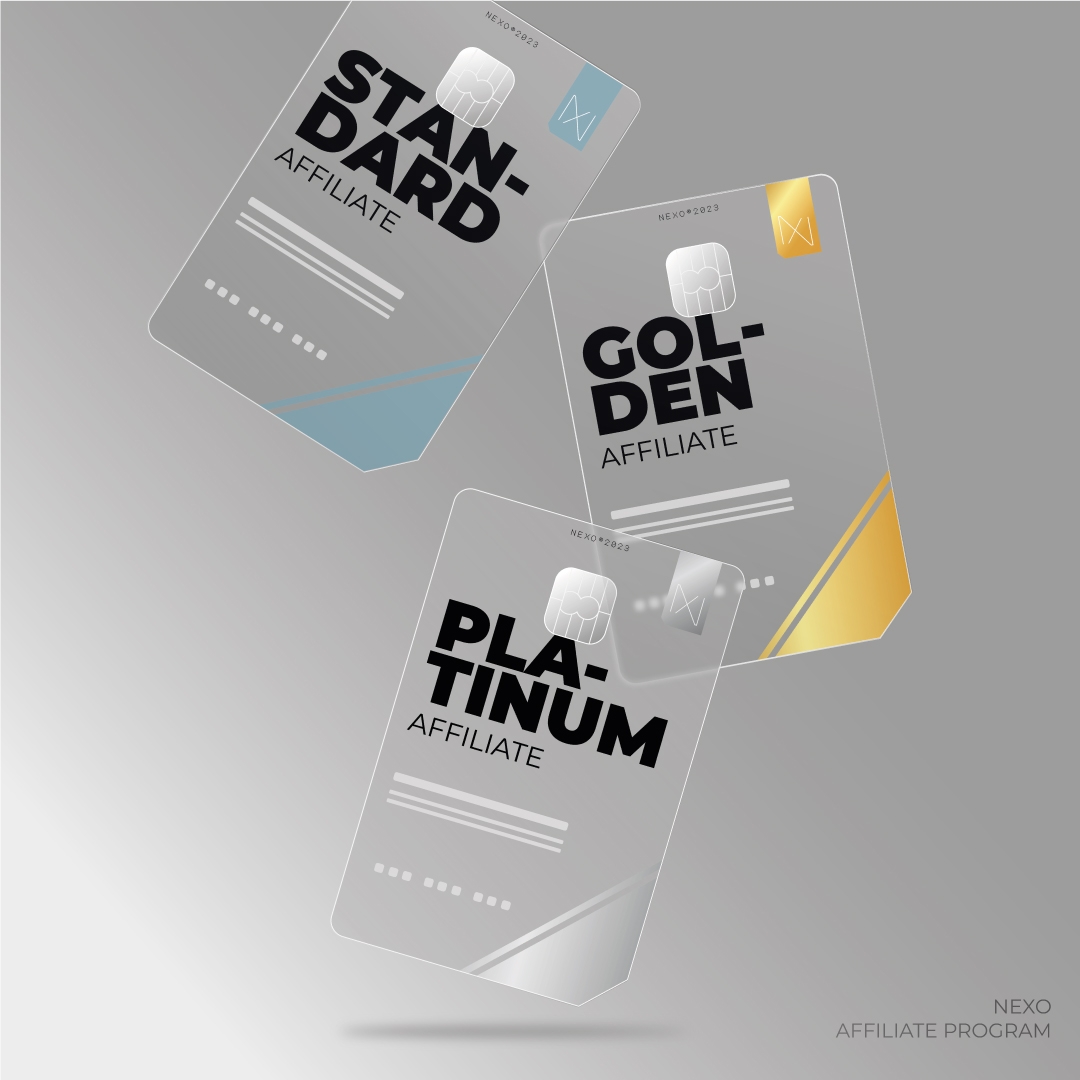 NEXO®2023
STAN-
DARD
AFFILIATE
NEXO®2023
GOL-
DEN
AFFILIATE
NEXO®2023
PLA-
TINUM
AFFILIATE
NEXO
AFFILIATE PROGRAM